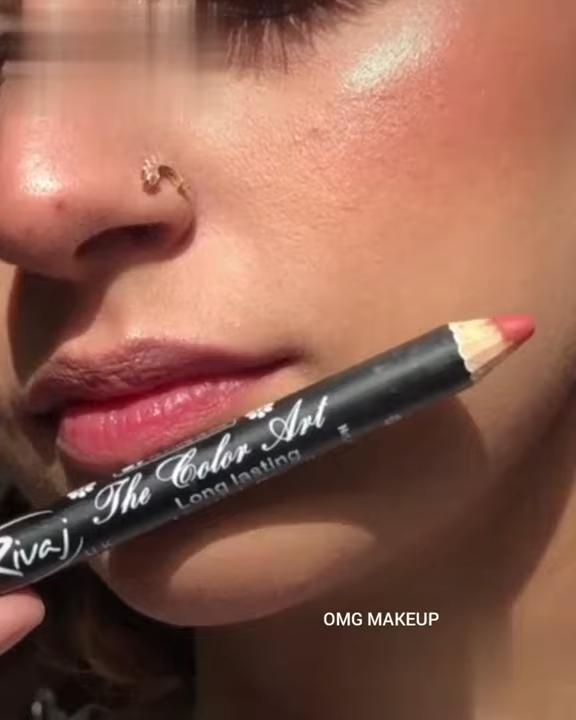 The Color Art
Long lasting
Rivaj
U.K
OMG MAKEUP